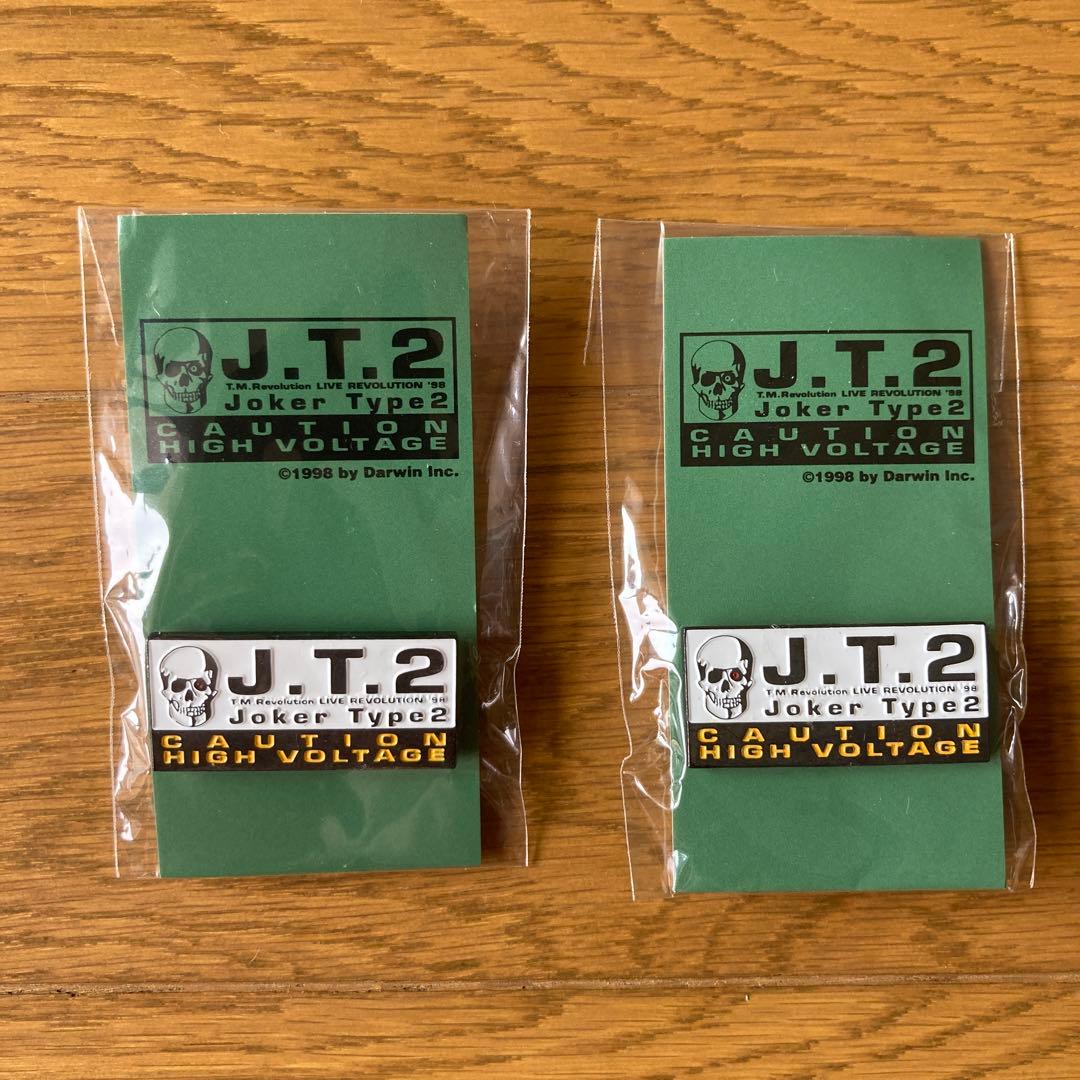 J.T.2
T.M.Revolution LIVE REVOLUTION '98
Joker Type2
CAUTION
HIGH VOLTAGE
©1998 by Darwin Inc.
J.T.2
T.M.Revolution LIVE REVOLUTION '98
Joker Type2
CAUTION
HIGH VOLTAGE
J.T.2
T.M.Revolution LIVE REVOLUTION '98
Joker Type2
CAUTION
HIGH VOLTAGE
©1998 by Darwin Inc.
J.T.2
T.M.Revolution LIVE REVOLUTION '98
Joker Type2
CAUTION
HIGH VOLTAGE